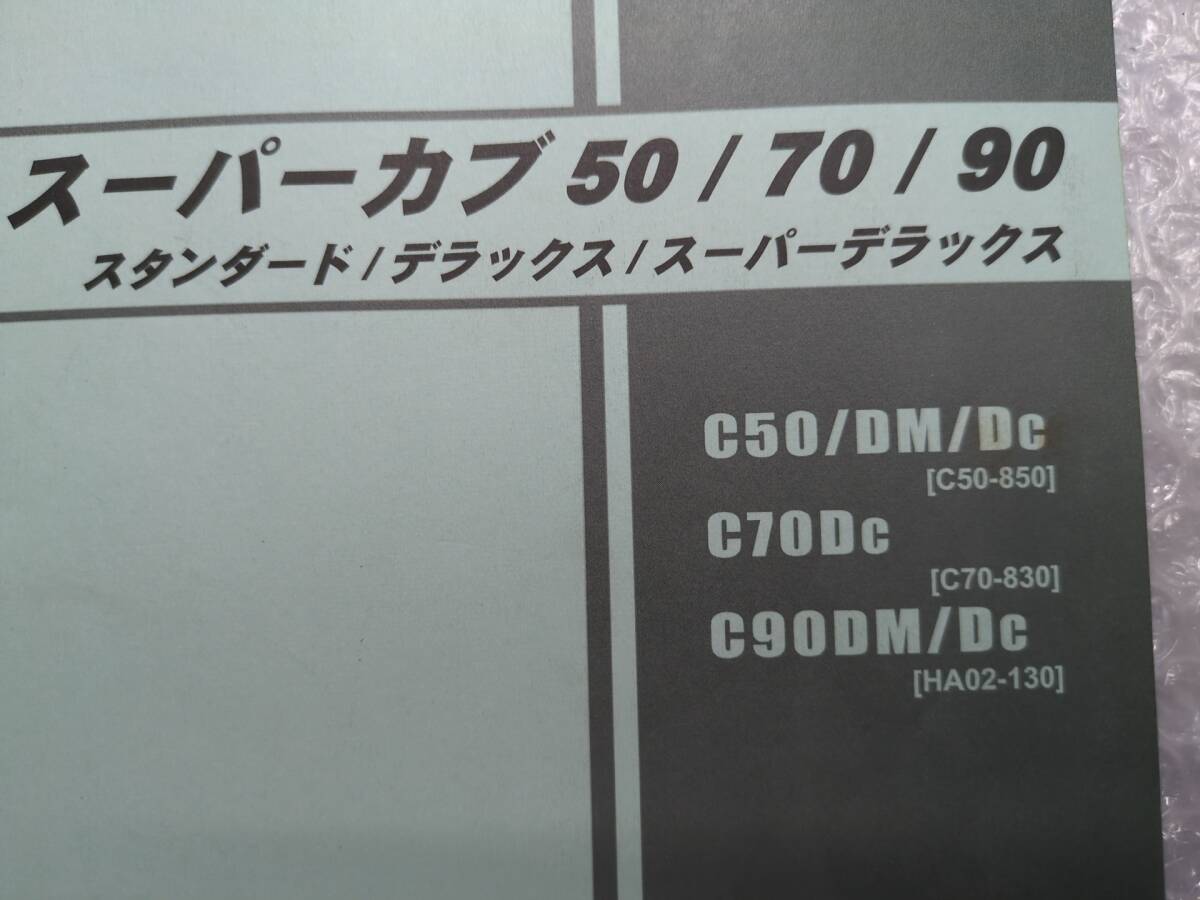 スーパーカブ 50 / 70 / 90
スタンダード / デラックス / スーパーデラックス
C50/DM/Dc
[C50-850]
C70Dc
[C70-830]
C90DM/Dc
[HA02-130]